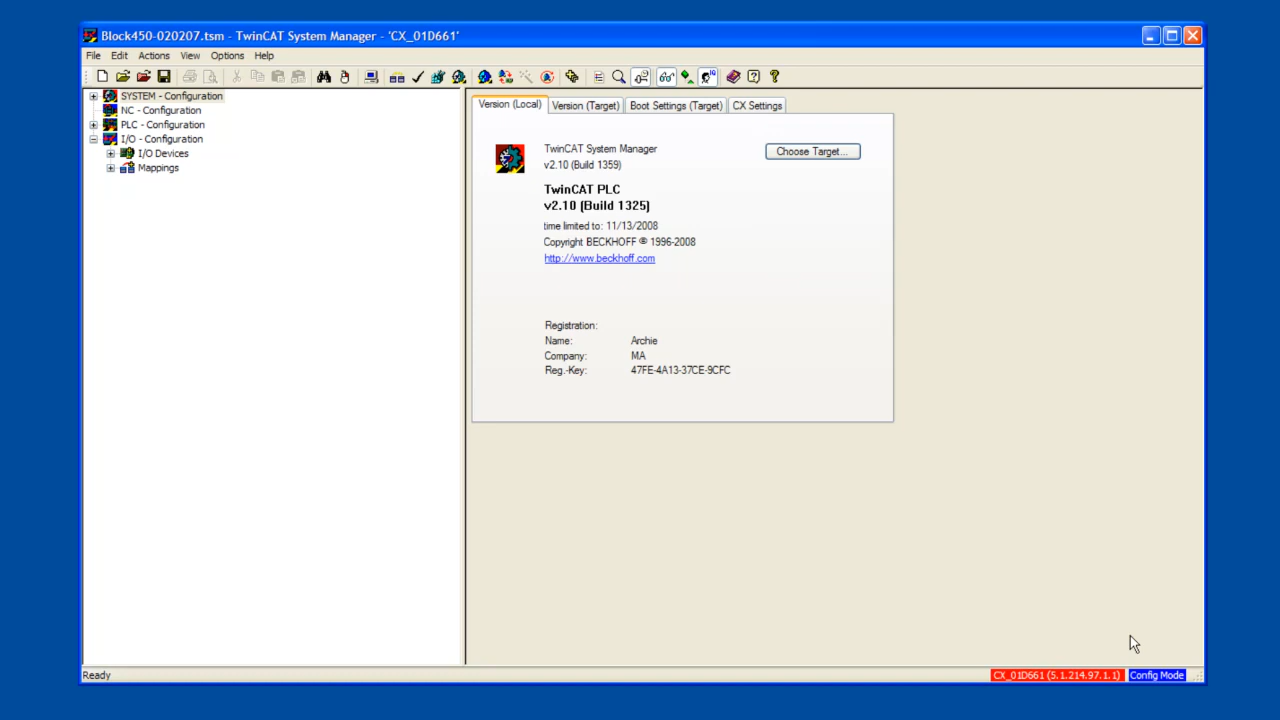 Block450-020207.tsm - TwinCAT System Manager - 'CX_01D661'
File Edit Actions View Options Help
SYSTEM - Configuration
NC - Configuration
PLC - Configuration
I/O - Configuration
I/O Devices
Mappings
Version (Local) Version (Target) Boot Settings (Target) CX Settings
TwinCAT System Manager
v2.10 (Build 1359)
Choose Target...
TwinCAT PLC
v2.10 (Build 1325)
time limited to: 11/13/2008
Copyright BECKHOFF © 1996-2008
http://www.beckhoff.com
Registration:
Name: Archie
Company: MA
Reg.-Key: 47FE-4A13-37CE-9CFC
Ready
CX_01D661 (5.1.214.97.1.1) Config Mode